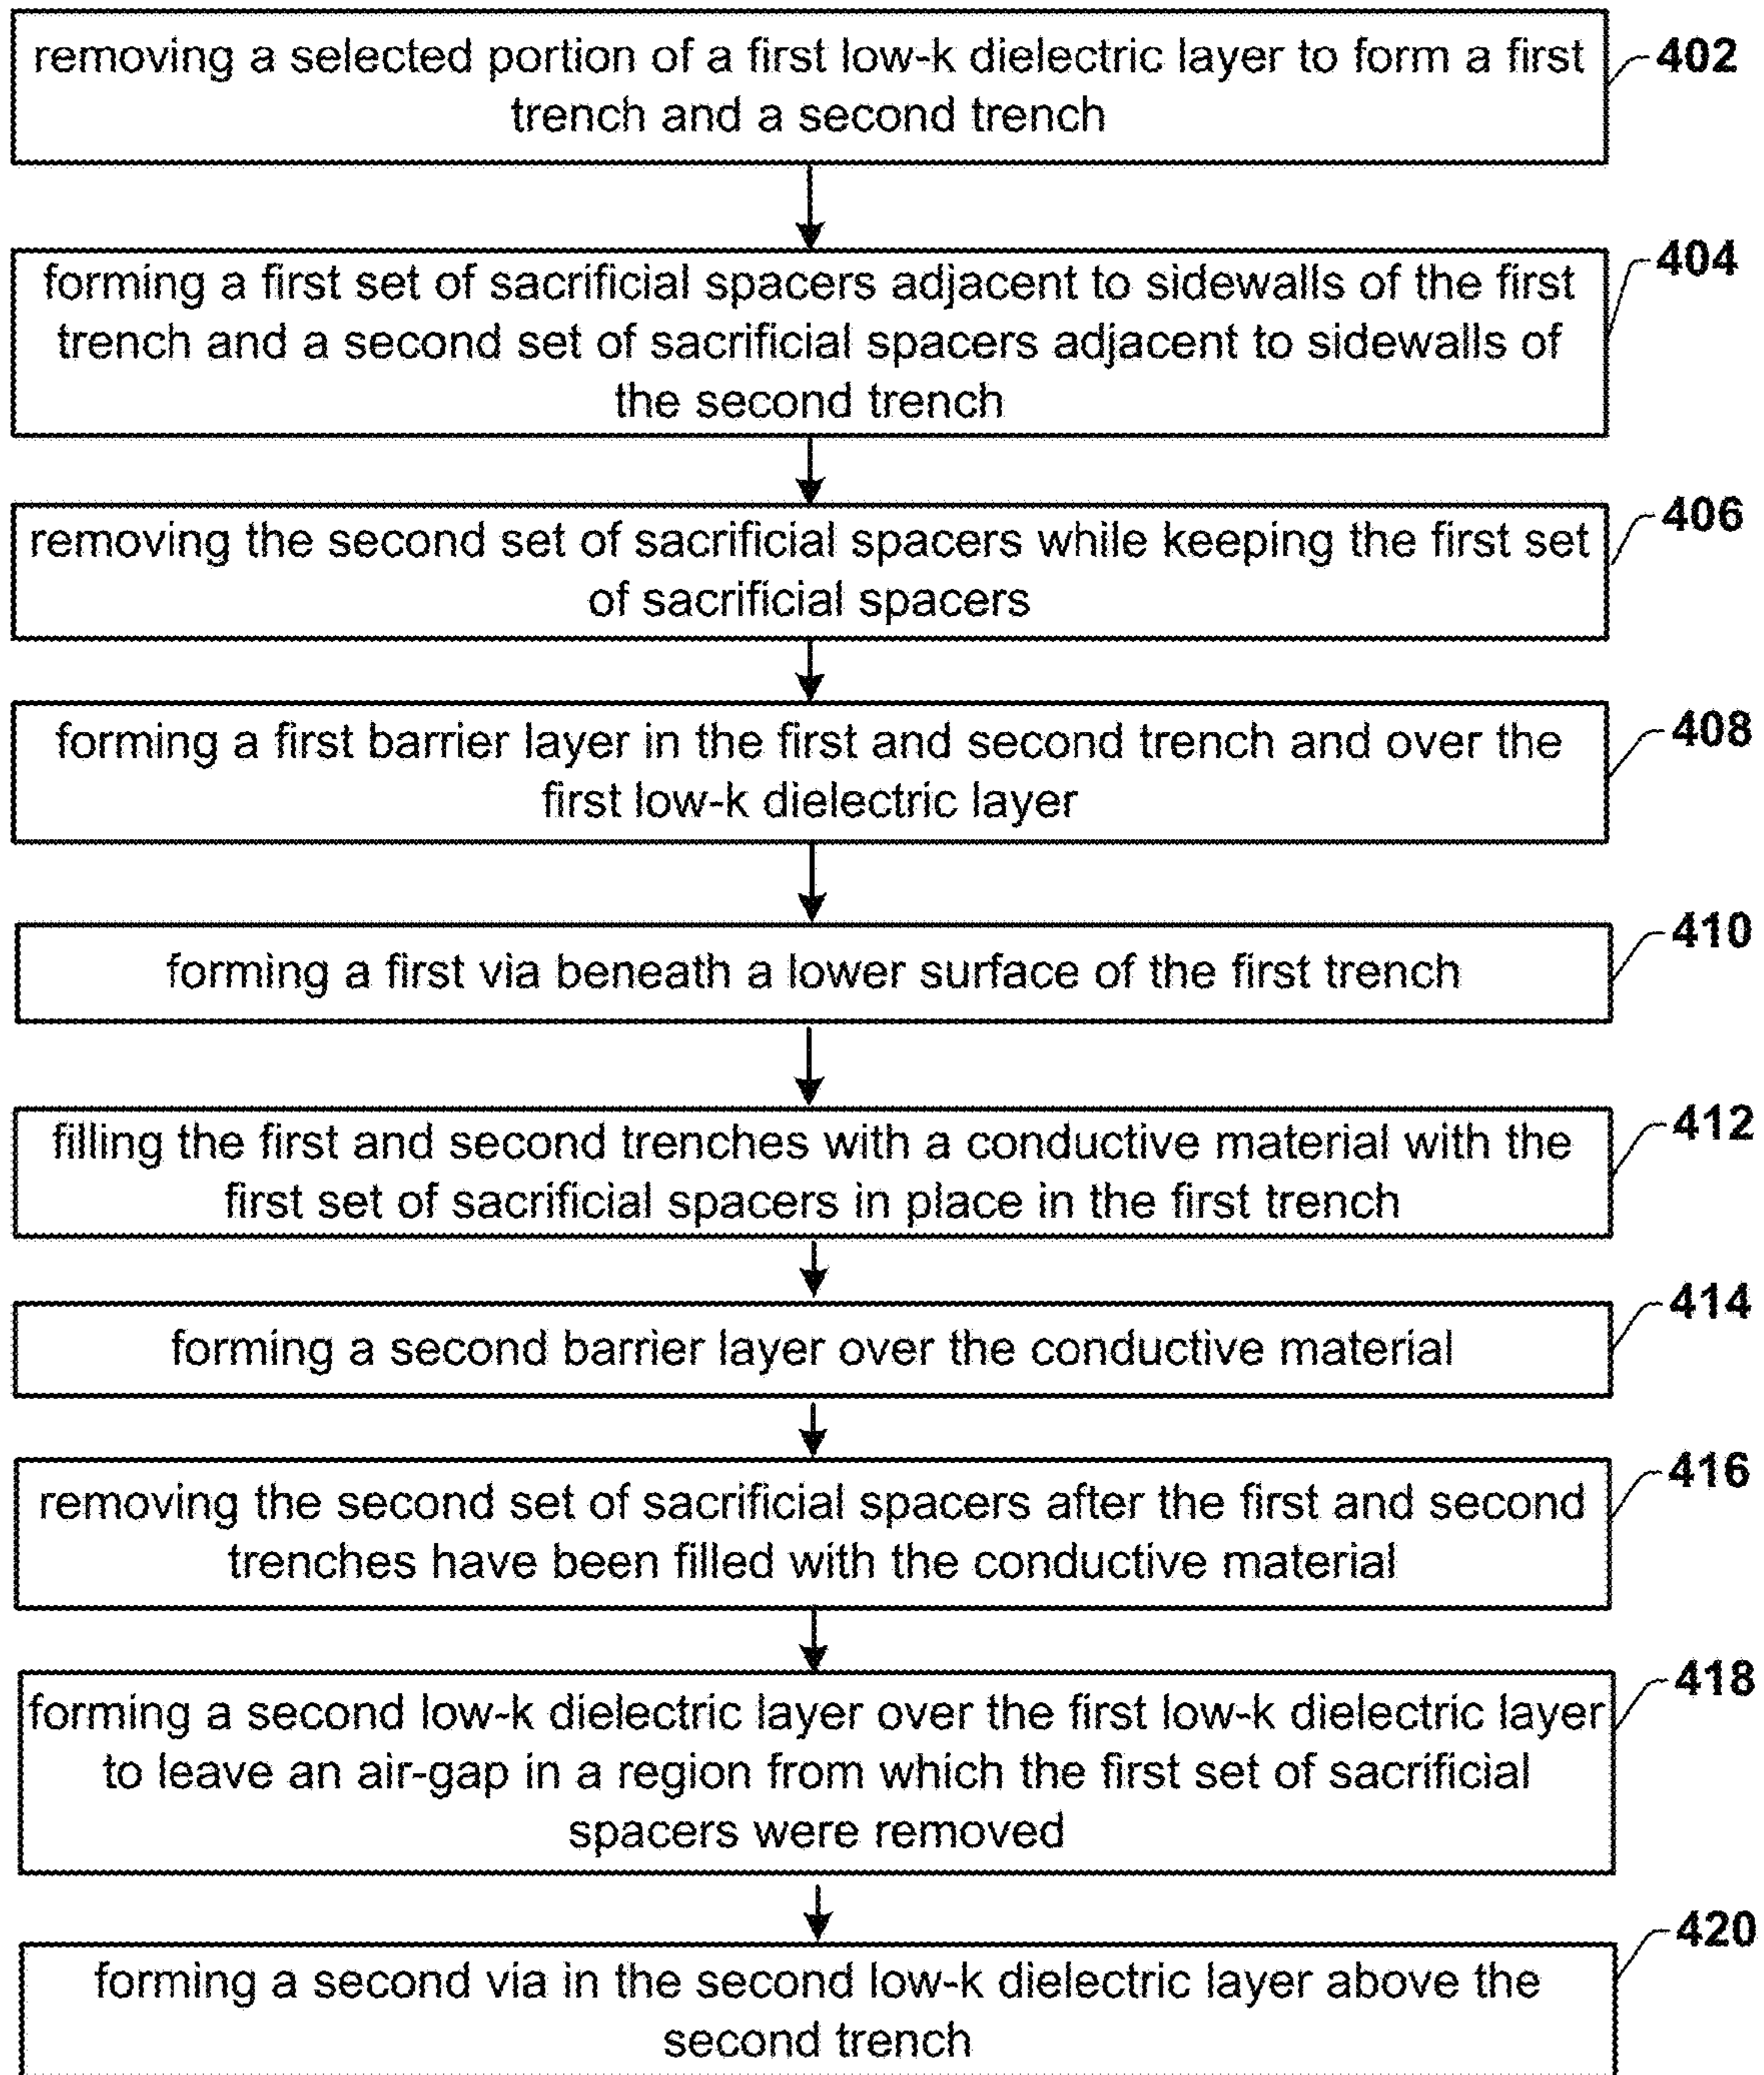 removing a selected portion of a first low-k dielectric layer to form a first
trench and a second trench
402
forming a first set of sacrificial spacers adjacent to sidewalls of the first
trench and a second set of sacrificial spacers adjacent to sidewalls of
the second trench
404
removing the second set of sacrificial spacers while keeping the first set
of sacrificial spacers
406
forming a first barrier layer in the first and second trench and over the
first low-k dielectric layer
408
forming a first via beneath a lower surface of the first trench
410
filling the first and second trenches with a conductive material with the
first set of sacrificial spacers in place in the first trench
412
forming a second barrier layer over the conductive material
414
removing the second set of sacrificial spacers after the first and second
trenches have been filled with the conductive material
416
forming a second low-k dielectric layer over the first low-k dielectric layer
to leave an air-gap in a region from which the first set of sacrificial
spacers were removed
418
forming a second via in the second low-k dielectric layer above the
second trench
420